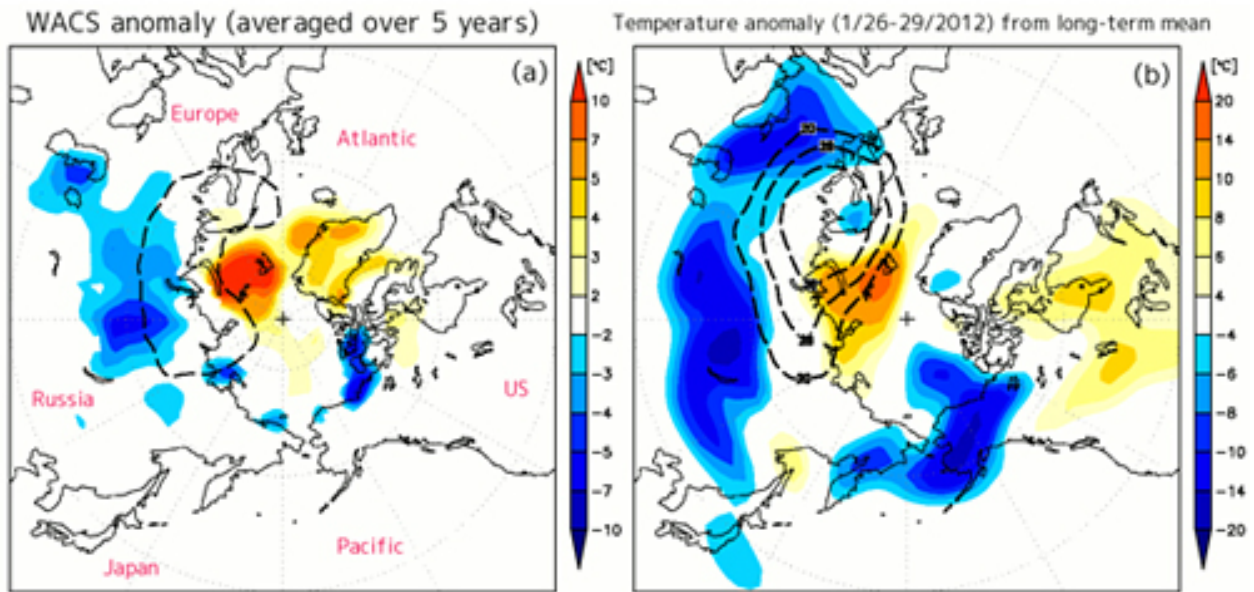 WACS anomaly (averaged over 5 years)
(a)
Europe
Atlantic
Russia
US
Pacific
Japan
[℃]
10
7
5
4
3
2
-2
-3
-4
-5
-7
-10
Temperature anomaly (1/26-29/2012) from long-term mean
(b)
20
[℃]
20
14
10
8
6
4
-4
-6
-8
-10
-14
-20